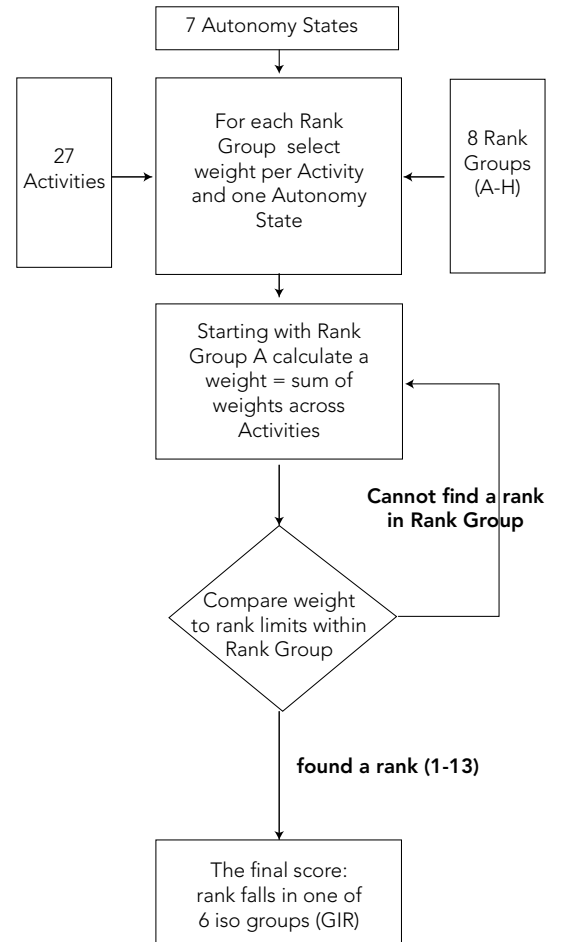 7 Autonomy States
27
Activities
For each Rank
Group select
weight per Activity
and one Autonomy
State
8 Rank
Groups
(A-H)
Starting with Rank
Group A calculate a
weight = sum of
weights across
Activities
Cannot find a rank
in Rank Group
Compare weight
to rank limits within
Rank Group
found a rank (1-13)
The final score:
rank falls in one of
6 iso groups (GIR)